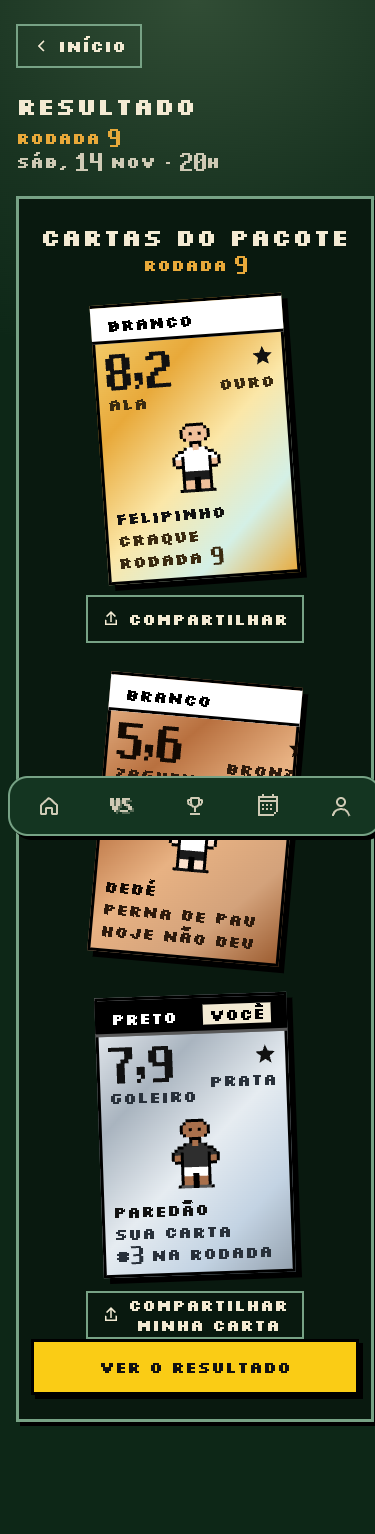 INÍCIO
RESULTADO
RODADA 9
SÁB, 14 NOV · 20H
CARTAS DO PACOTE
RODADA 9
BRANCO
8,2
OURO
ALA
FELIPINHO
CRAQUE
RODADA 9
COMPARTILHAR
BRANCO
5,6
VS
DEDÉ
PERNA DE PAU
HOJE NÃO DEU
PRETO VOCÊ
7,9
PRATA
GOLEIRO
PAREDÃO
SUA CARTA
#3 NA RODADA
COMPARTILHAR
MINHA CARTA
VER O RESULTADO